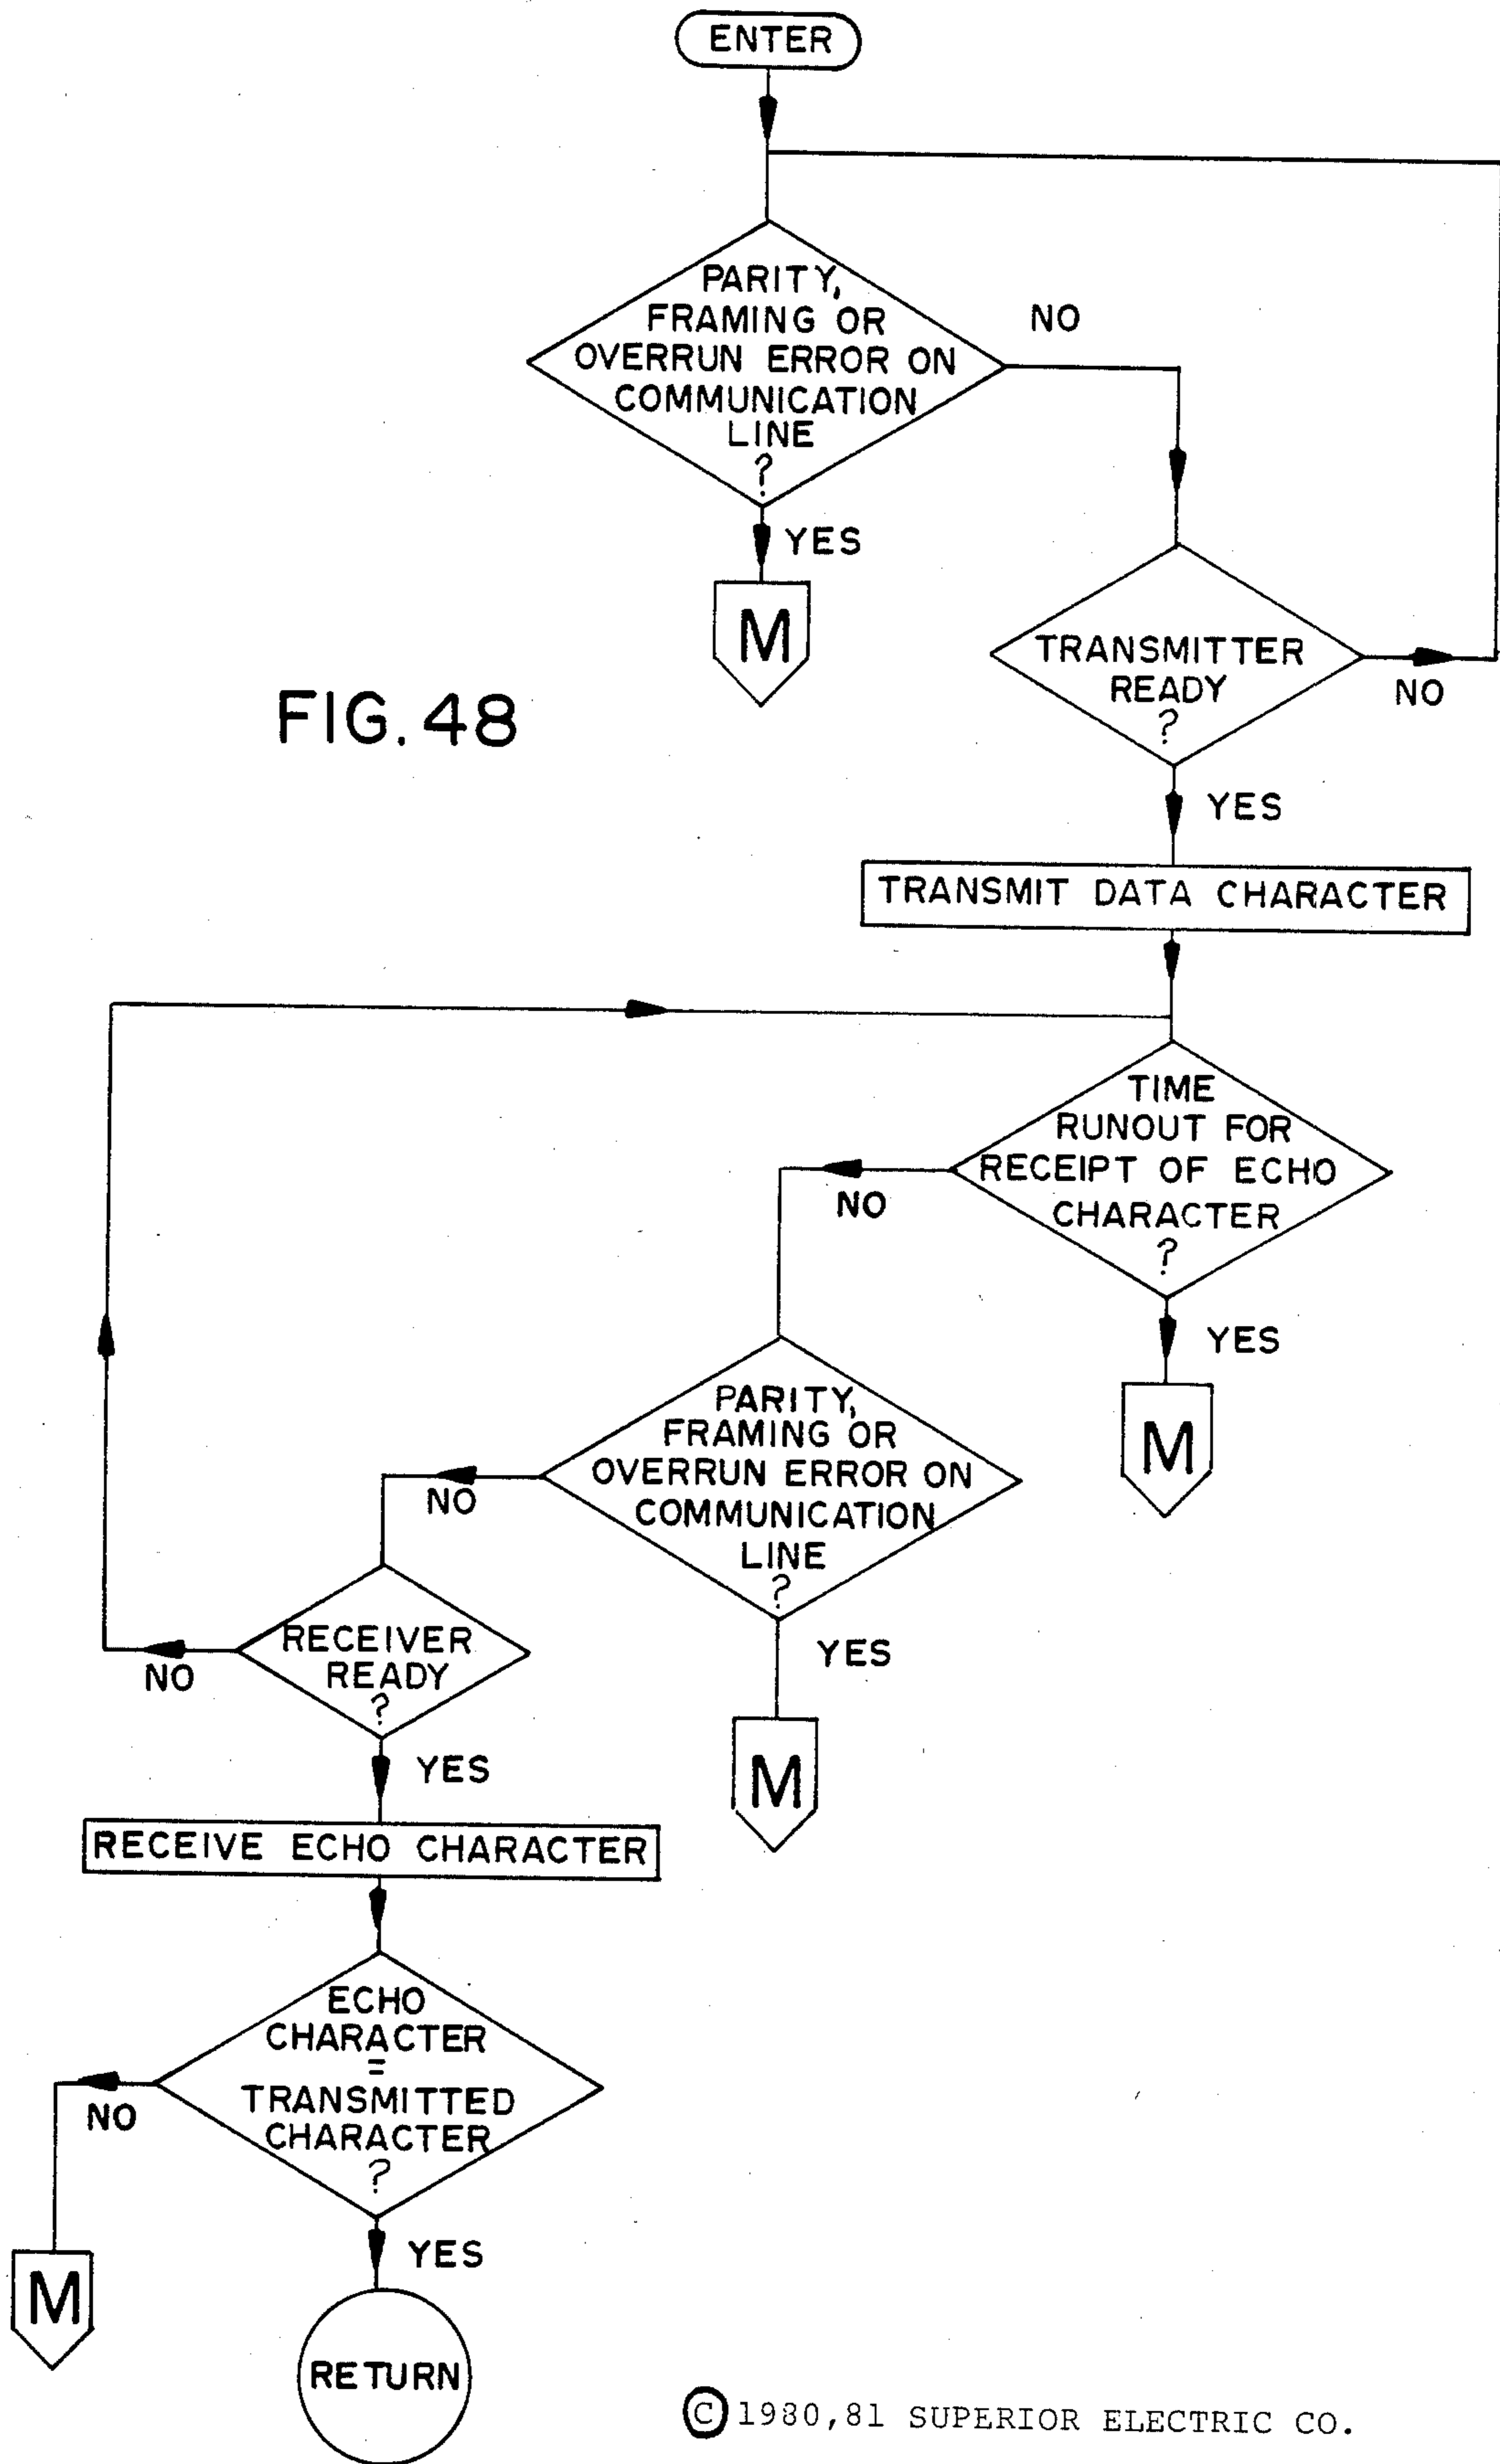 ENTER
PARITY,
FRAMING OR
OVERRUN ERROR ON
COMMUNICATION
LINE
?
NO
YES
M
FIG. 48
TRANSMITTER
READY
?
NO
YES
TRANSMIT DATA CHARACTER
TIME
RUNOUT FOR
RECEIPT OF ECHO
CHARACTER
?
NO
YES
M
PARITY,
FRAMING OR
OVERRUN ERROR ON
COMMUNICATION
LINE
?
NO
YES
M
RECEIVER
READY
?
NO
YES
RECEIVE ECHO CHARACTER
ECHO
CHARACTER
=
TRANSMITTED
CHARACTER
?
NO
YES
M
RETURN
© 1980,81 SUPERIOR ELECTRIC CO.